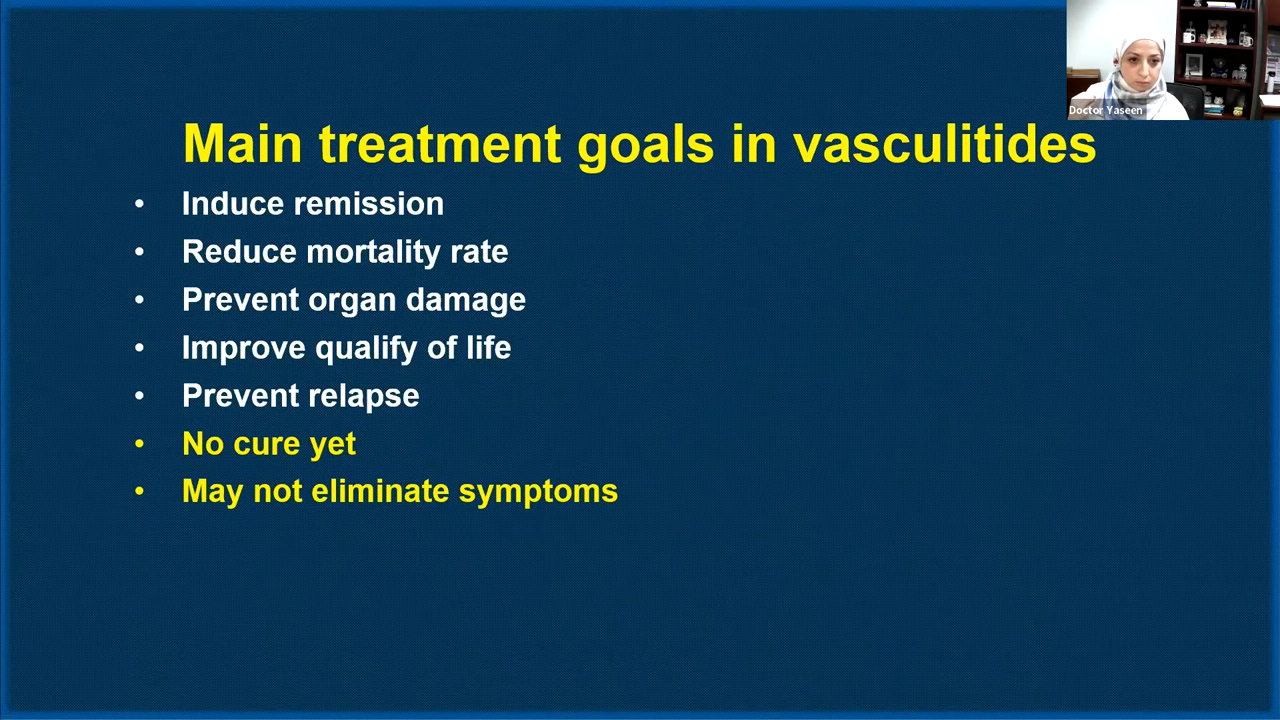 Doctor Yaseen
Main treatment goals in vasculitides
• Induce remission
• Reduce mortality rate
• Prevent organ damage
• Improve qualify of life
• Prevent relapse
• No cure yet
• May not eliminate symptoms